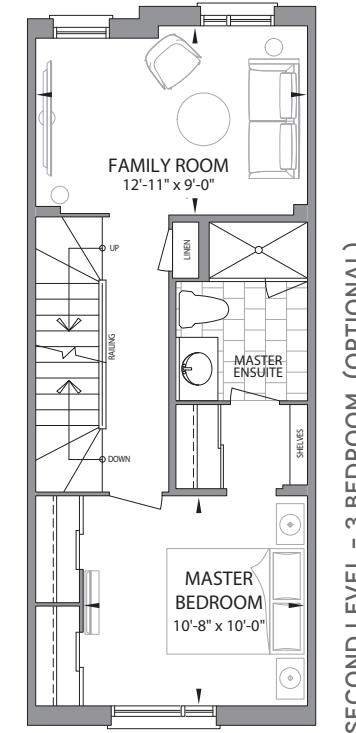 FAMILY ROOM
12'-11" x 9'-0"
UP
LINEN
RAILING
MASTER
ENSUITE
SHELVES
DOWN
MASTER
BEDROOM
10'-8" x 10'-0"
SECOND LEVEL - 3 BEDROOM (OPTIONAL)